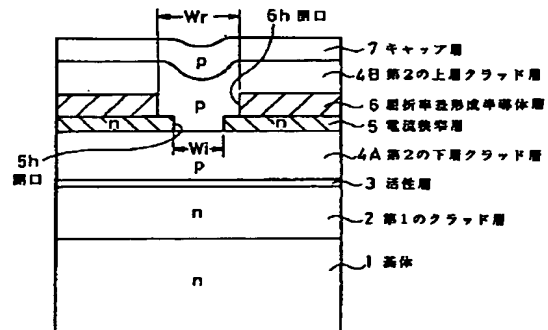 Wr
6h 開口
7 キャップ層
p
4B 第2の上層クラッド層
p
6 屈折率差形成半導体層
n
n
5 電流狭窄層
5h
開口
Wi
4A 第2の下層クラッド層
p
3 活性層
n
2 第1のクラッド層
1 基体
n